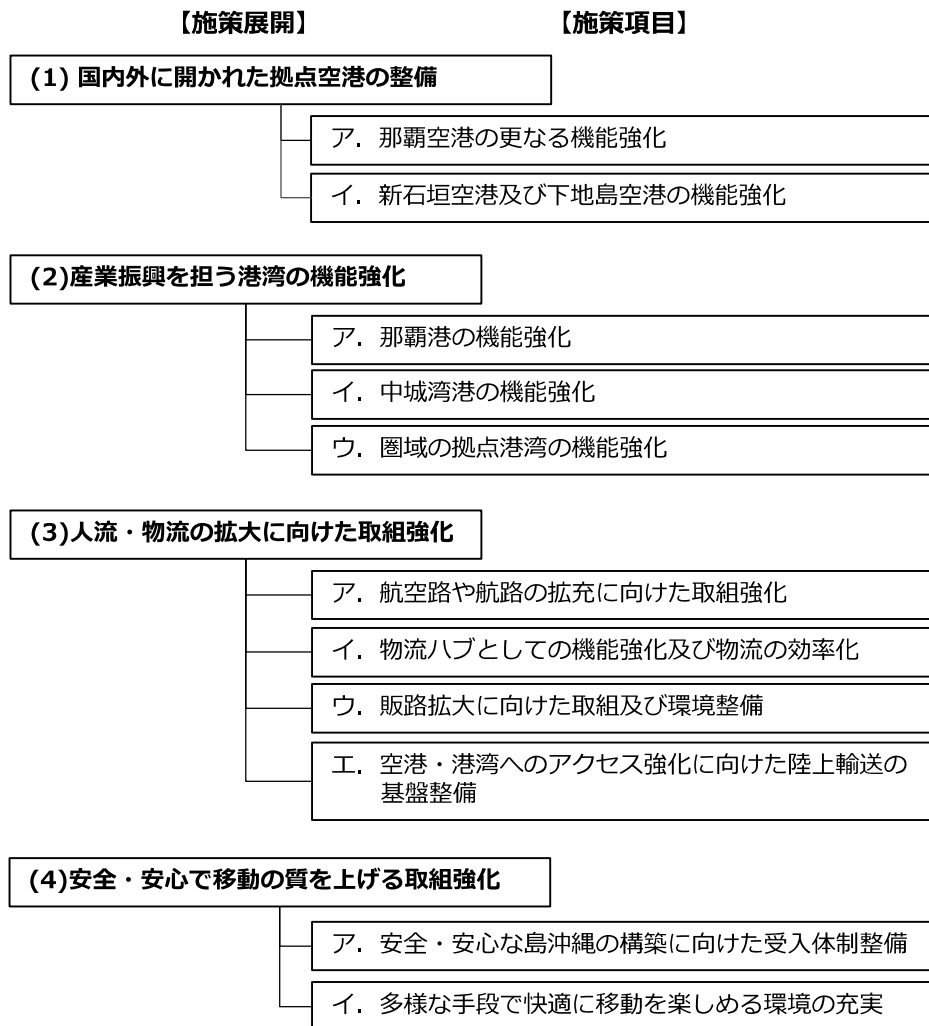 【施策展開】 【施策項目】
(1) 国内外に開かれた拠点空港の整備
ア．那覇空港の更なる機能強化
イ．新石垣空港及び下地島空港の機能強化
(2)産業振興を担う港湾の機能強化
ア．那覇港の機能強化
イ．中城湾港の機能強化
ウ．圏域の拠点港湾の機能強化
(3)人流・物流の拡大に向けた取組強化
ア．航空路や航路の拡充に向けた取組強化
イ．物流ハブとしての機能強化及び物流の効率化
ウ．販路拡大に向けた取組及び環境整備
エ．空港・港湾へのアクセス強化に向けた陸上輸送の
基盤整備
(4)安全・安心で移動の質を上げる取組強化
ア．安全・安心な島沖縄の構築に向けた受入体制整備
イ．多様な手段で快適に移動を楽しめる環境の充実